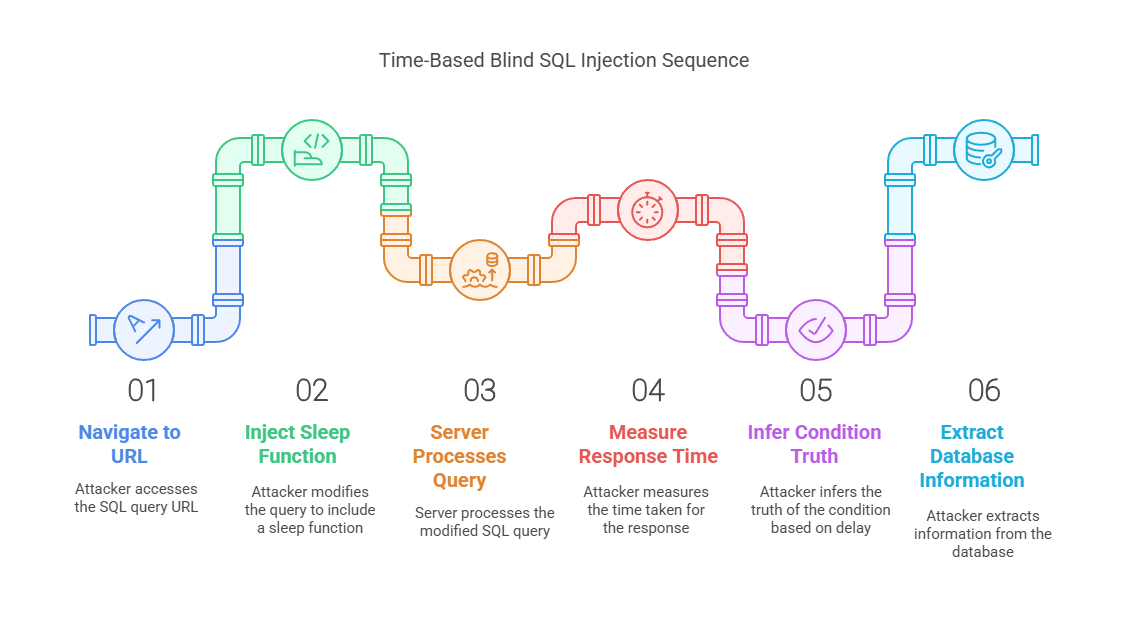 Time-Based Blind SQL Injection Sequence
01
Navigate to
URL
Attacker accesses
the SQL query URL
02
Inject Sleep
Function
Attacker modifies
the query to include
a sleep function
03
Server
Processes
Query
Server processes the
modified SQL query
04
Measure
Response Time
Attacker measures
the time taken for
the response
05
Infer Condition
Truth
Attacker infers the
truth of the condition
based on delay
06
Extract
Database
Information
Attacker extracts
information from the
database